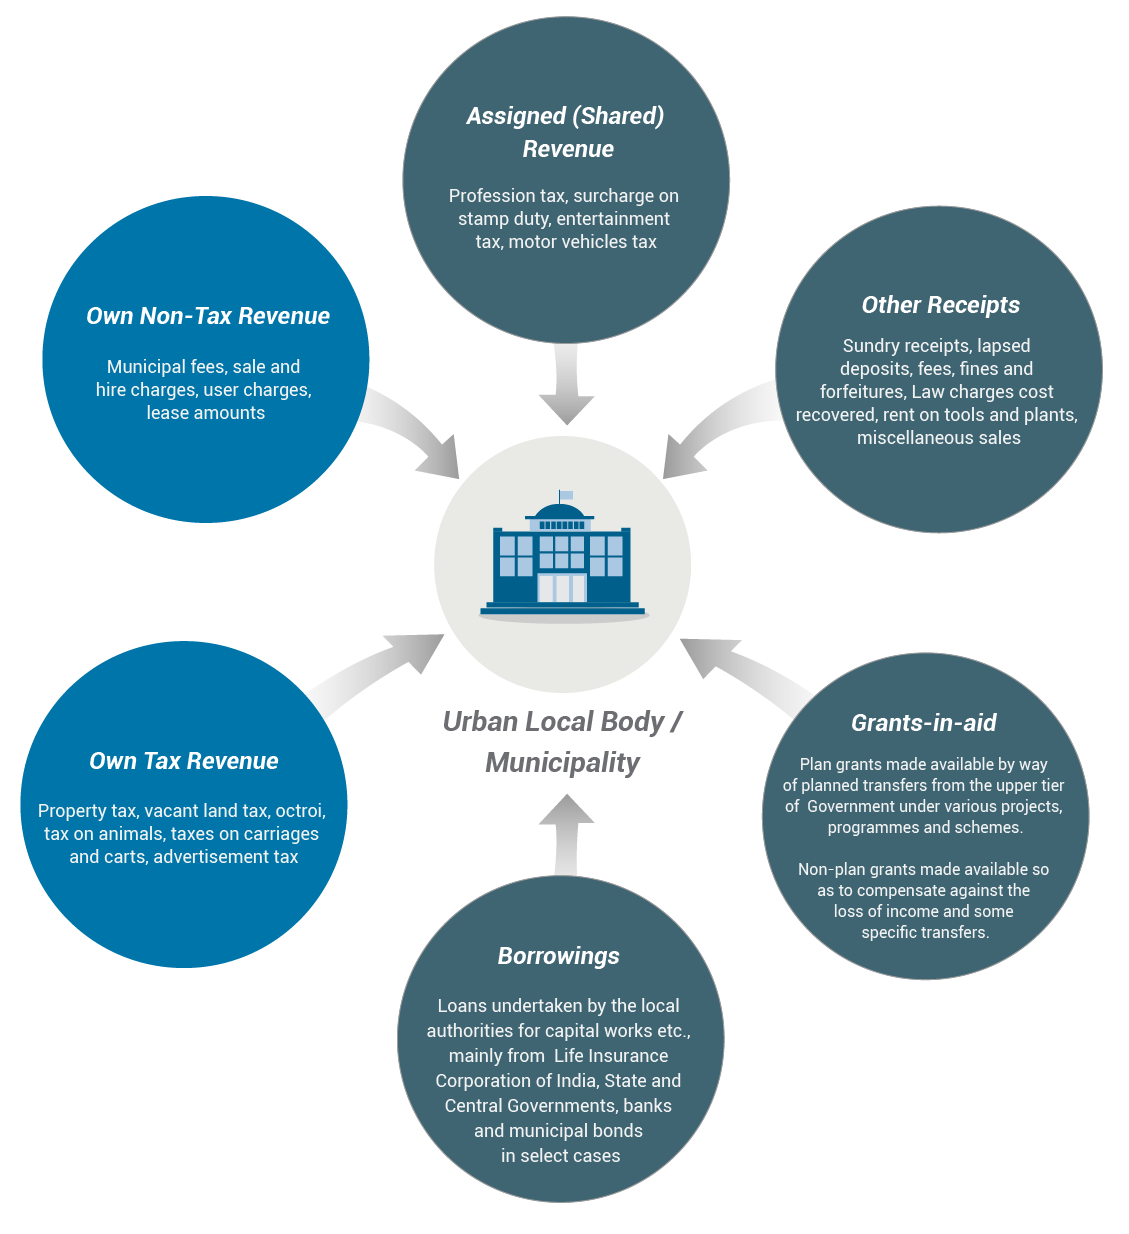 Assigned (Shared)
Revenue
Profession tax, surcharge on
stamp duty, entertainment
tax, motor vehicles tax
Own Non-Tax Revenue
Municipal fees, sale and
hire charges, user charges,
lease amounts
Other Receipts
Sundry receipts, lapsed
deposits, fees, fines and
forfeitures, Law charges cost
recovered, rent on tools and plants,
miscellaneous sales
Urban Local Body /
Municipality
Own Tax Revenue
Property tax, vacant land tax, octroi,
tax on animals, taxes on carriages
and carts, advertisement tax
Grants-in-aid
Plan grants made available by way
of planned transfers from the upper tier
of Government under various projects,
programmes and schemes.
Non-plan grants made available so
as to compensate against the
loss of income and some
specific transfers.
Borrowings
Loans undertaken by the local
authorities for capital works etc.,
mainly from Life Insurance
Corporation of India, State and
Central Governments, banks
and municipal bonds
in select cases